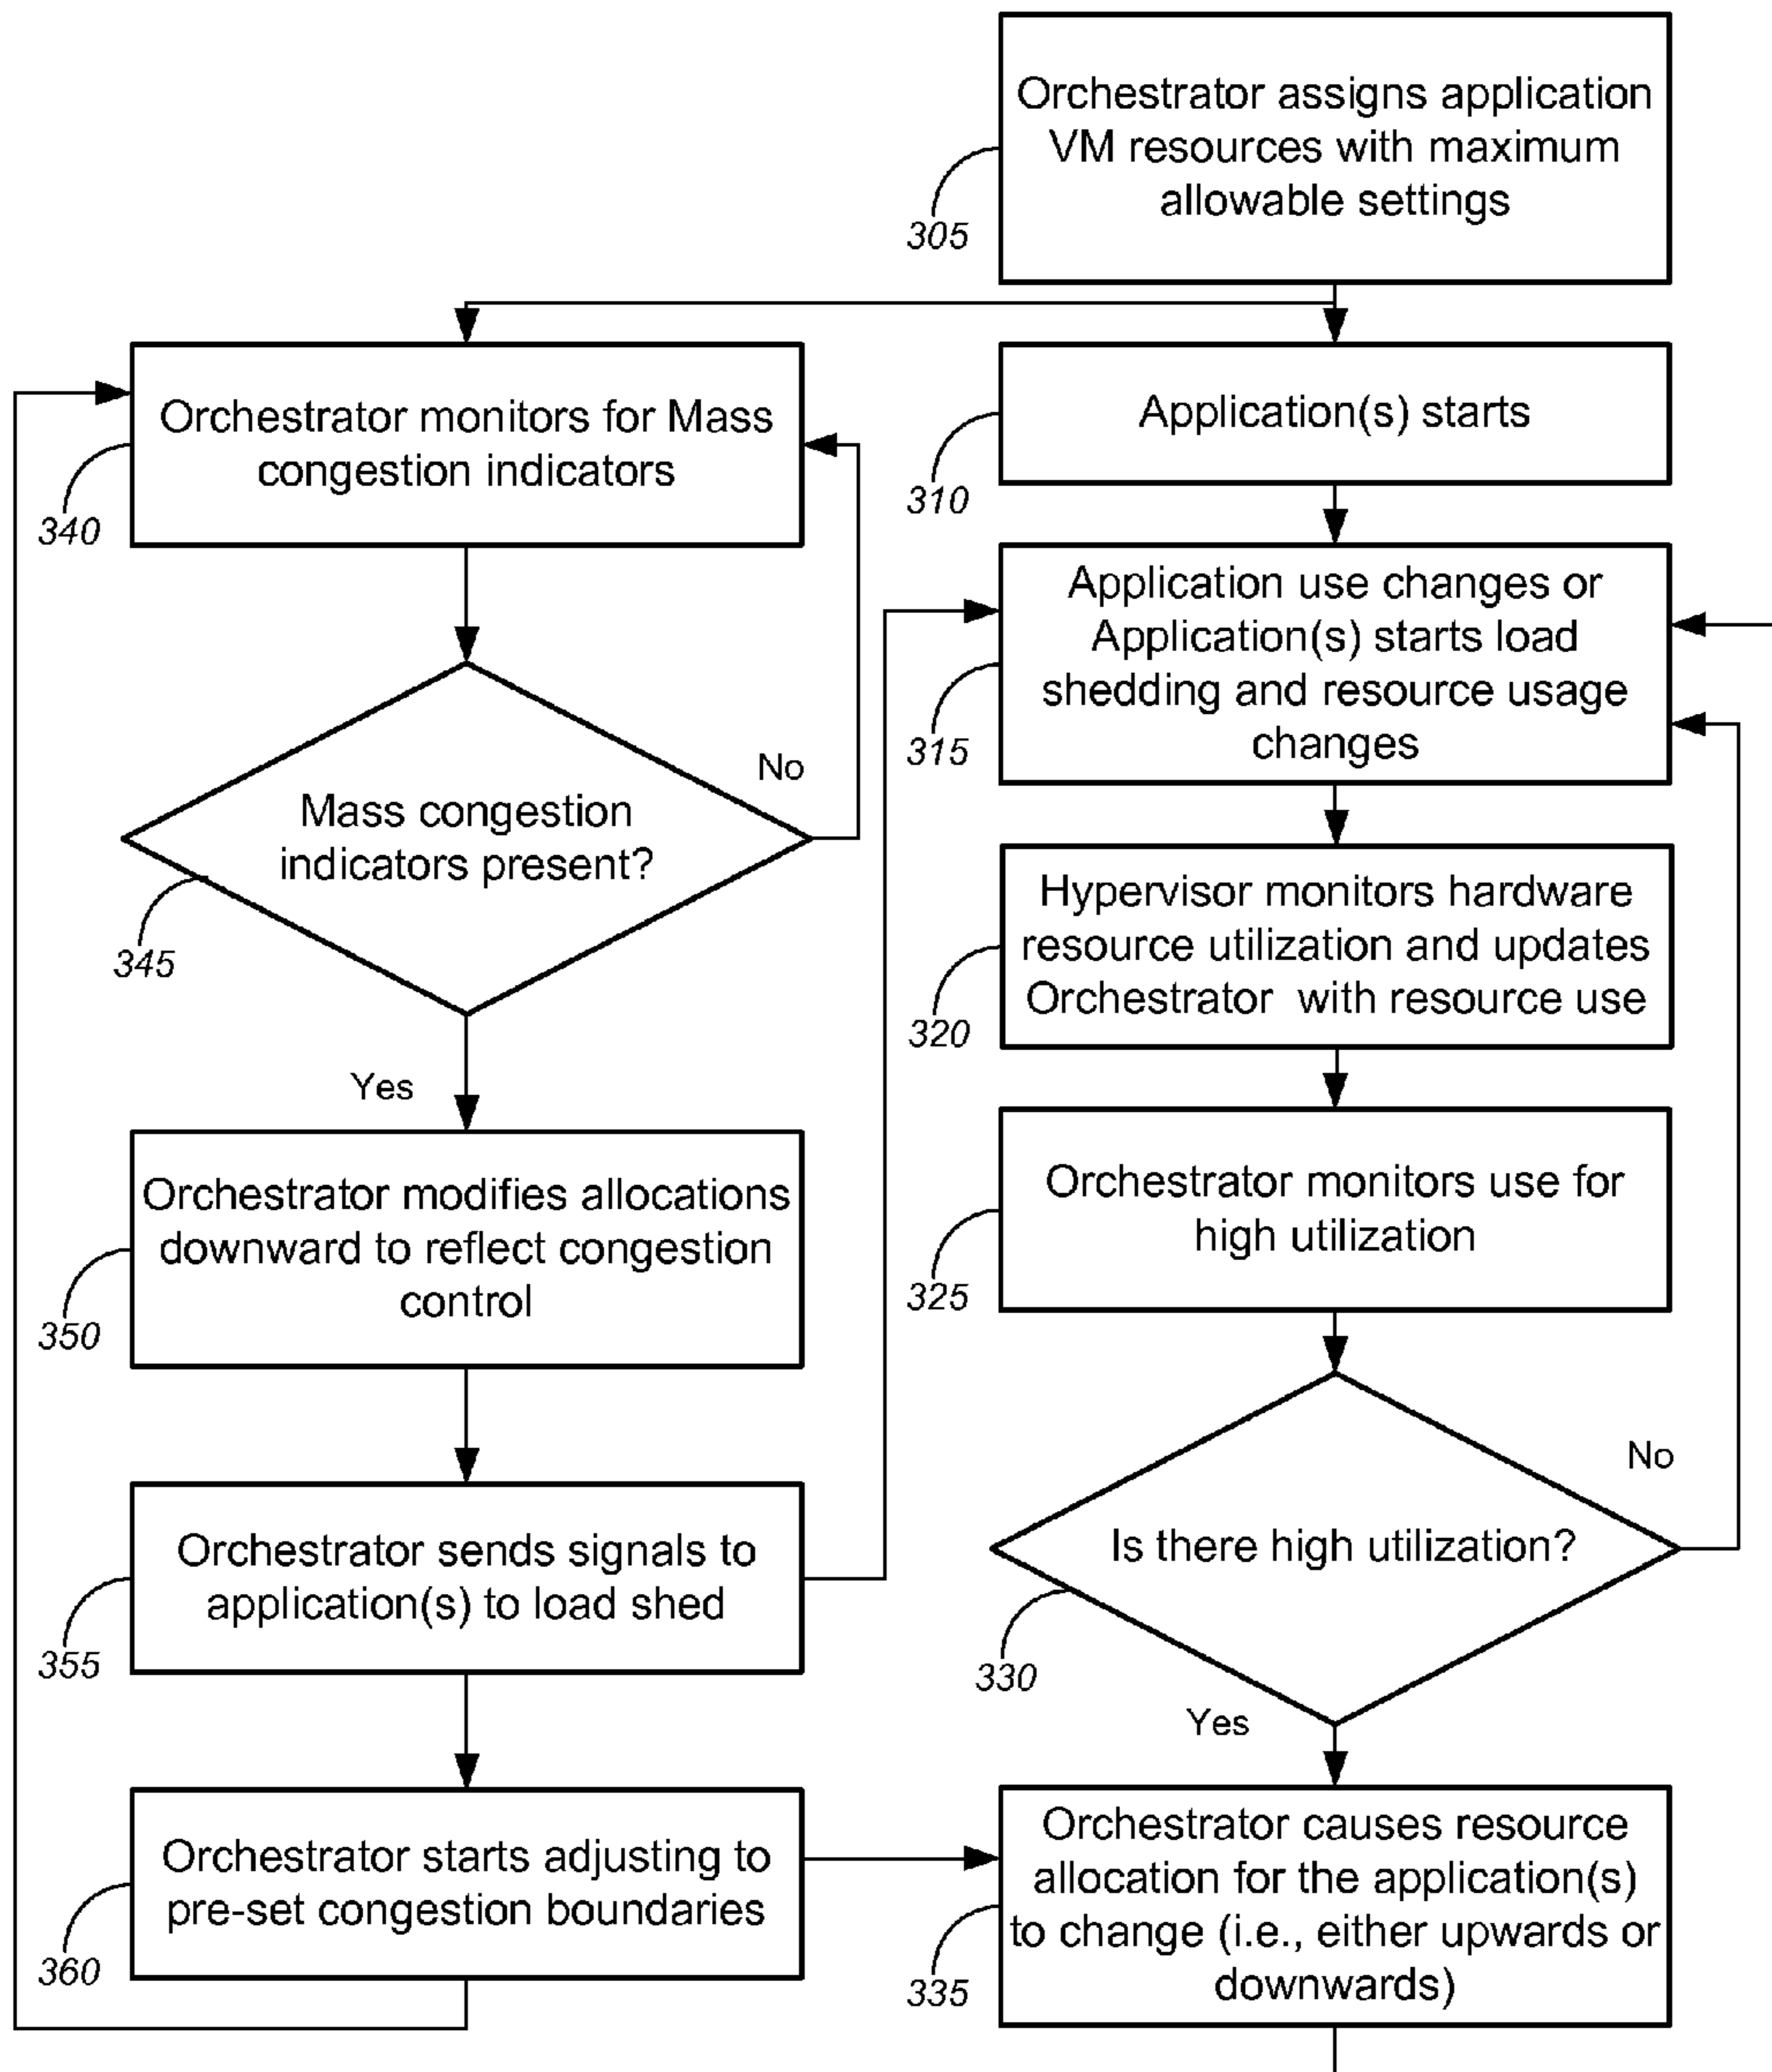 Orchestrator assigns application
VM resources with maximum
allowable settings
305
Orchestrator monitors for Mass
congestion indicators
340
Application(s) starts
310
Application use changes or
Application(s) starts load
shedding and resource usage
changes
315
No
Mass congestion
indicators present?
345
Hypervisor monitors hardware
resource utilization and updates
Orchestrator with resource use
320
Yes
Orchestrator modifies allocations
downward to reflect congestion
control
350
Orchestrator monitors use for
high utilization
325
No
Orchestrator sends signals to
application(s) to load shed
355
Is there high utilization?
330
Yes
Orchestrator starts adjusting to
pre-set congestion boundaries
360
Orchestrator causes resource
allocation for the application(s)
to change (i.e., either upwards or
downwards)
335